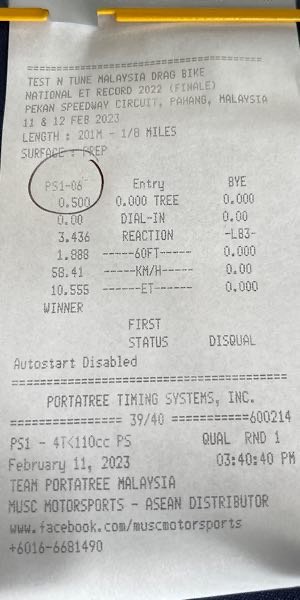 ==============================
TEST N TUNE MALAYSIA DRAG BIKE
NATIONAL ET RECORD 2022 (FINALE)
PEKAN SPEEDWAY CIRCUIT, PAHANG, MALAYSIA
11 & 12 FEB 2023
LENGTH : 201M - 1/8 MILES
SURFACE : PREP
PS1-06 Entry BYE
0.500 0.000 TREE 0.000
0.00 DIAL-IN 0.00
3.436 REACTION -LB3-
1.888 ------60FT----- 0.000
58.41 -----KM/H----- 0.00
10.555 ------ET------ 0.000
WINNER
FIRST
STATUS DISQUAL
Autostart Disabled
========================================
PORTATREE TIMING SYSTEMS, INC.
================ 39/40 ===========600214
PS1 - 4T<110cc PS QUAL RND 1
February 11, 2023 03:40:40 PM
TEAM PORTATREE MALAYSIA
MUSC MOTORSPORTS - ASEAN DISTRIBUTOR
www.facebook.com/muscmotorsports
+6016-6681490